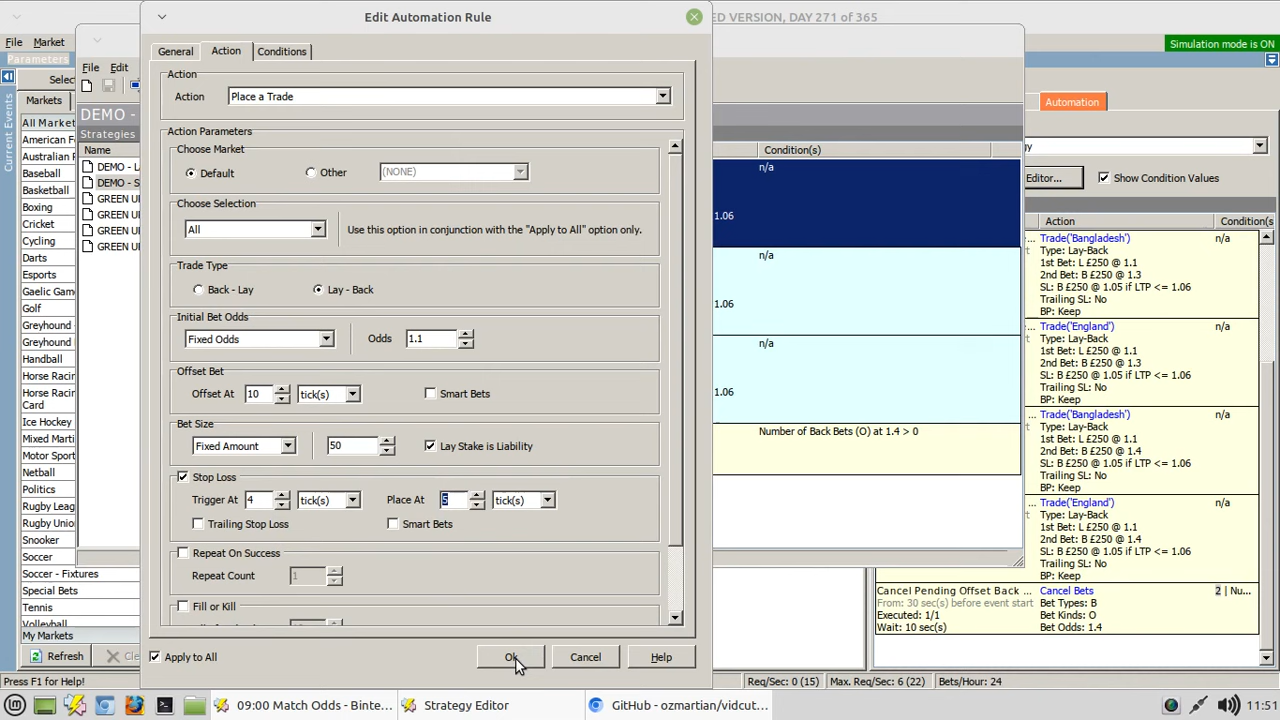 Edit Automation Rule
ED VERSION, DAY 271 of 365
File Market
Simulation mode is ON
Parameters
File Edit
Selec
General Action Conditions
Markets
Automation
Action
Action Place a Trade
DEMO -
All Market
Strategies
Action Parameters
American F
Name
Condition(s)
Choose Market
Australian
gy
Baseball
DEMO - L
n/a
Default Other (NONE)
Basketball
DEMO - S
Editor... Show Condition Values
Boxing
GREEN U
Choose Selection
Cricket
GREEN U
1.06
Action Condition(s)
All Use this option in conjunction with the "Apply to All" option only.
Cycling
GREEN U
Darts
GREEN U
n/a
Trade('Bangladesh')
n/a
Type: Lay-Back
1st Bet: L £250 @ 1.1
2nd Bet: B £250 @ 1.3
SL: B £250 @ 1.05 if LTP <= 1.06
Trailing SL: No
BP: Keep
Trade Type
Esports
Back - Lay Lay - Back
Gaelic Game
1.06
Golf
Initial Bet Odds
Greyhound
Trade('England')
Type: Lay-Back
1st Bet: L £250 @ 1.1
2nd Bet: B £250 @ 1.3
SL: B £250 @ 1.05 if LTP <= 1.06
Trailing SL: No
BP: Keep
Fixed Odds Odds 1.1
Greyhound
n/a
Handball
Offset Bet
Horse Racin
Offset At 10 tick(s) Smart Bets
Horse Racin
Card
1.06
Bet Size
Ice Hockey
Trade('Bangladesh')
Type: Lay-Back
1st Bet: L £250 @ 1.1
2nd Bet: B £250 @ 1.3
SL: B £250 @ 1.05 if LTP <= 1.06
Trailing SL: No
BP: Keep
Mixed Marti
Number of Back Bets (O) at 1.4 > 0
Fixed Amount 50 Lay Stake is Liability
Motor Sport
Netball
Stop Loss
Politics
Trigger At 4 tick(s) Place At 5 tick(s)
Rugby Leag
Trailing Stop Loss Smart Bets
Rugby Unio
Trade('England')
Type: Lay-Back
1st Bet: L £250 @ 1.1
2nd Bet: B £250 @ 1.4
SL: B £250 @ 1.05 if LTP <= 1.06
Trailing SL: No
BP: Keep
Snooker
Repeat On Success
Soccer
Repeat Count 1
Soccer - Fixtures
Special Bets
Fill or Kill
Tennis
Volleyball
Cancel Pending Offset Back ... Cancel Bets 2 | Nu...
From: 30 sec(s) before event start Bet Types: B
Executed: 1/1 Bet Kinds: O
Wait: 10 sec(s) Bet Odds: 1.4
My Markets
Refresh Clea
Apply to All Ok Cancel Help
Press F1 for Help!
Req/Sec: 0 (15) Max. Req/Sec: 6 (22) Bets/Hour: 24
Current Events
09:00 Match Odds - Binte... Strategy Editor GitHub - ozmartian/vidcut... 11:51